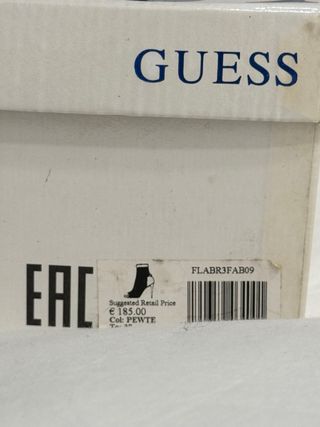 GUESS
FLABR3FAB09
EAC
Suggested Retail Price
€ 185.00
Col: PEWTE